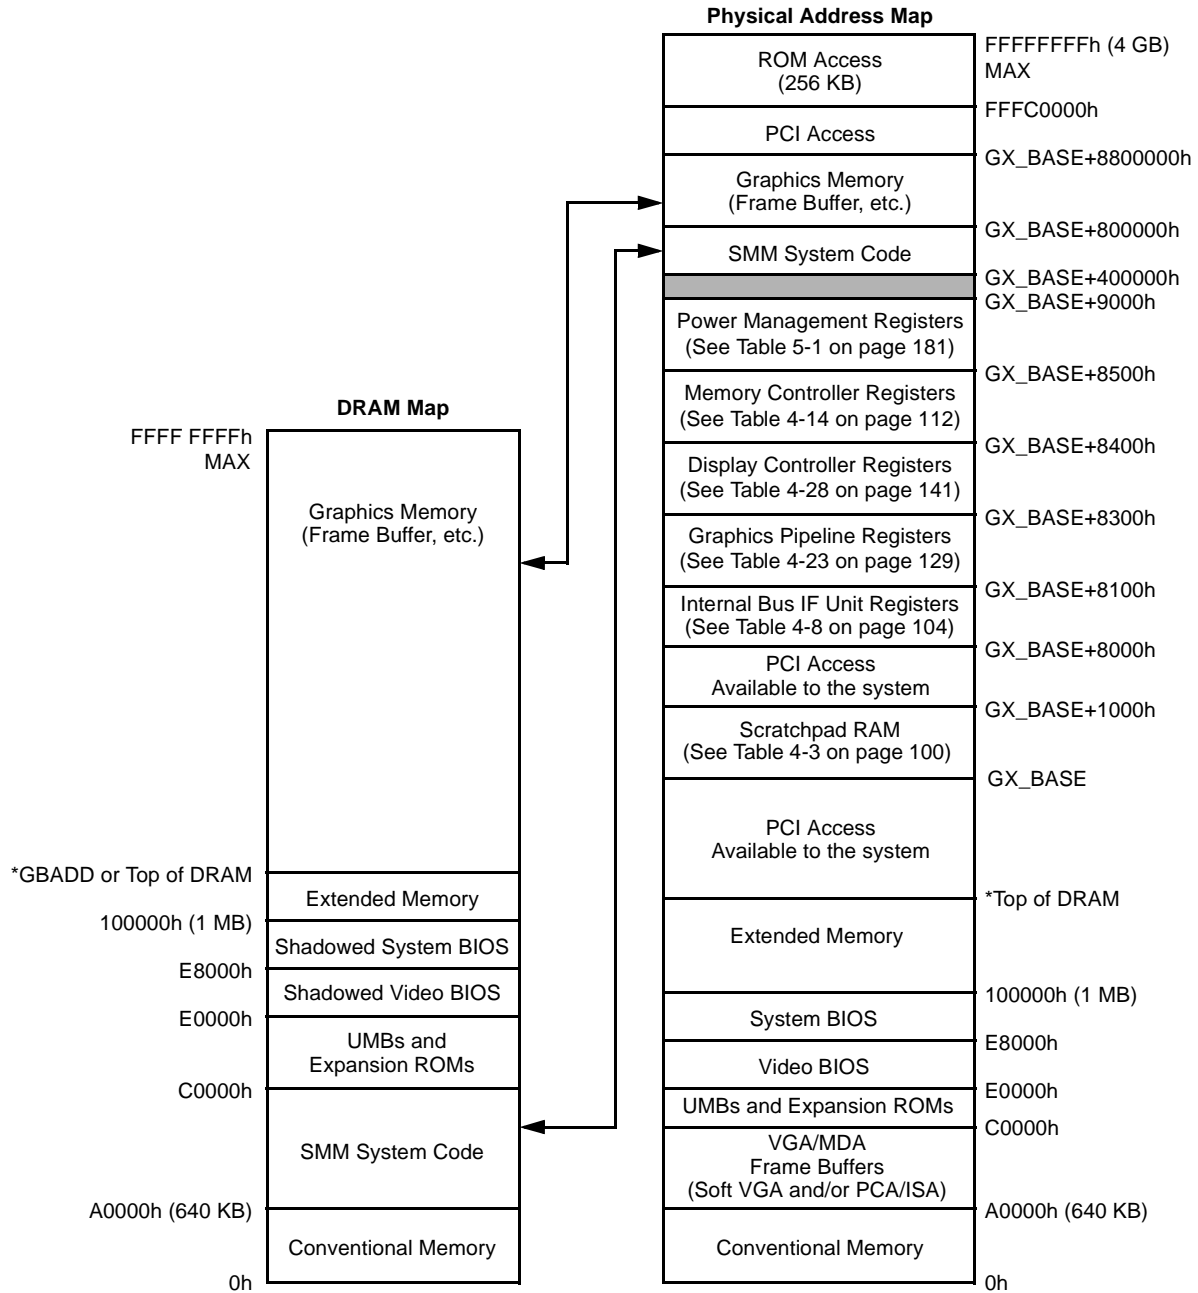 Physical Address Map
ROM Access
(256 KB)
FFFFFFFFh (4 GB)
MAX
FFFC0000h
PCI Access
GX_BASE+8800000h
Graphics Memory
(Frame Buffer, etc.)
GX_BASE+800000h
SMM System Code
GX_BASE+400000h
GX_BASE+9000h
Power Management Registers
(See Table 5-1 on page 181)
GX_BASE+8500h
Memory Controller Registers
(See Table 4-14 on page 112)
GX_BASE+8400h
Display Controller Registers
(See Table 4-28 on page 141)
GX_BASE+8300h
Graphics Pipeline Registers
(See Table 4-23 on page 129)
GX_BASE+8100h
Internal Bus IF Unit Registers
(See Table 4-8 on page 104)
GX_BASE+8000h
PCI Access
Available to the system
GX_BASE+1000h
Scratchpad RAM
(See Table 4-3 on page 100)
GX_BASE
PCI Access
Available to the system
*Top of DRAM
Extended Memory
100000h (1 MB)
System BIOS
E8000h
Video BIOS
E0000h
UMBs and Expansion ROMs
C0000h
VGA/MDA
Frame Buffers
(Soft VGA and/or PCA/ISA)
A0000h (640 KB)
Conventional Memory
0h
DRAM Map
FFFF FFFFh
MAX
Graphics Memory
(Frame Buffer, etc.)
*GBADD or Top of DRAM
Extended Memory
100000h (1 MB)
Shadowed System BIOS
E8000h
Shadowed Video BIOS
E0000h
UMBs and
Expansion ROMs
C0000h
SMM System Code
A0000h (640 KB)
Conventional Memory
0h